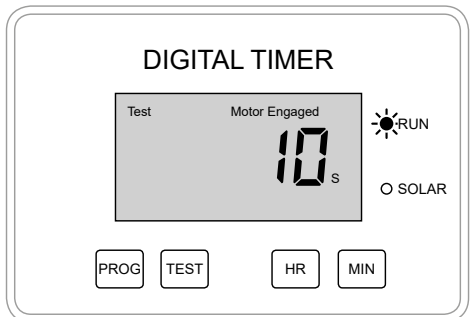 DIGITAL TIMER
Test Motor Engaged
RUN
10 s
SOLAR
PROG TEST HR MIN